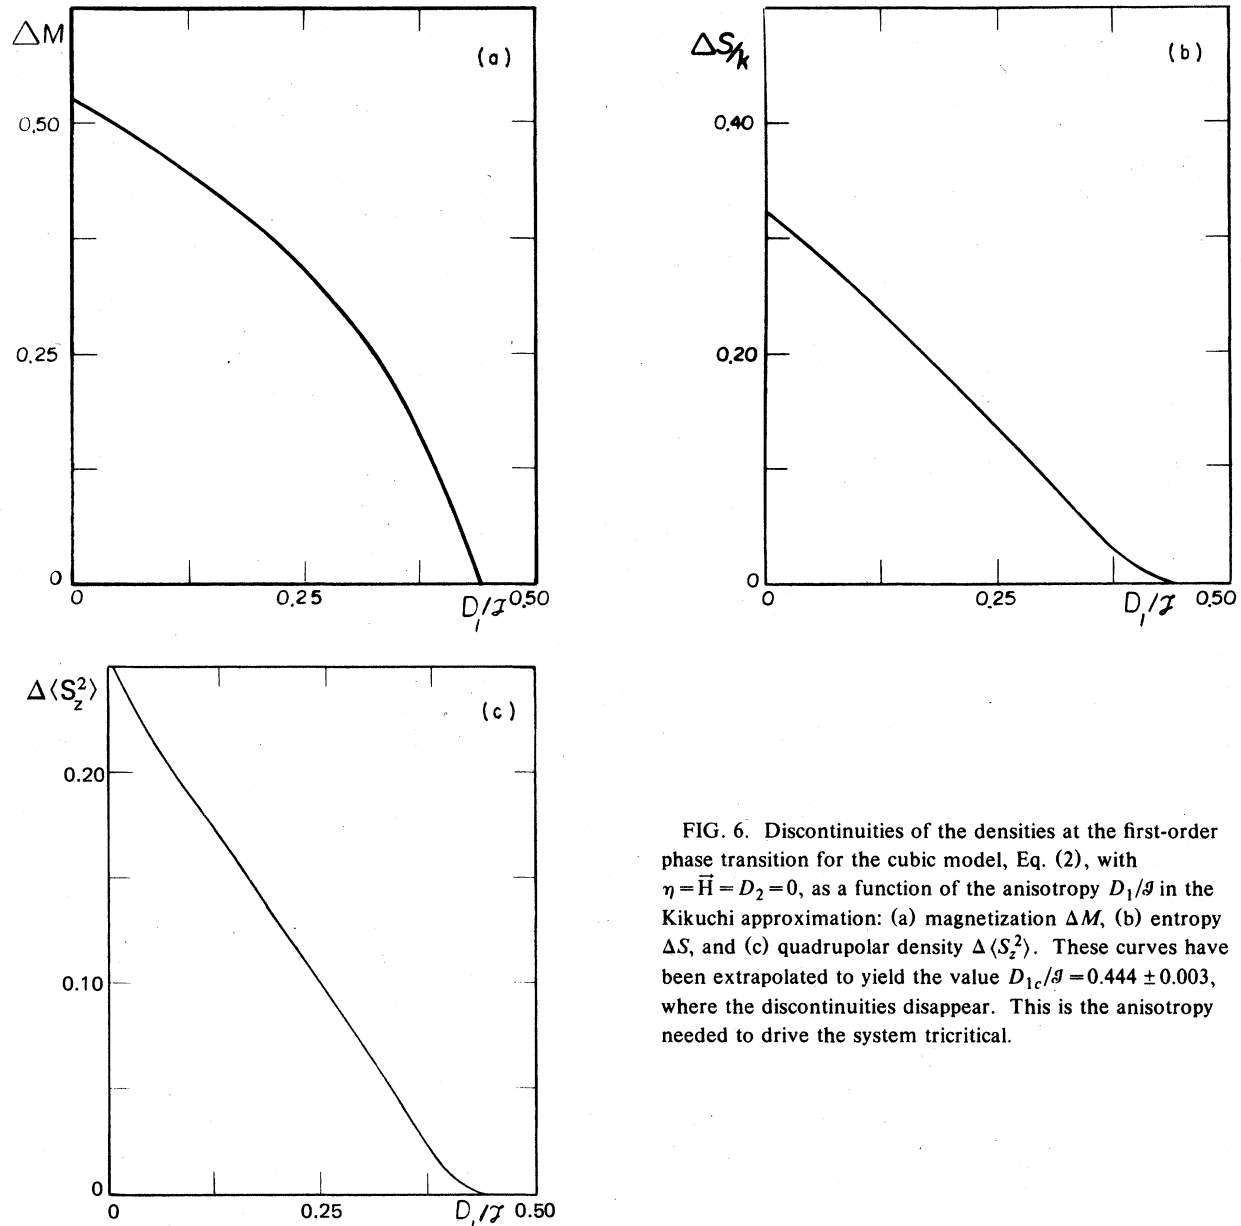 ΔM
(a)
0.50
0.25
0
0
0.25
D₁/𝒥
0.50
ΔS/k
(b)
0.40
0.20
0
0
0.25
D₁/𝒥
0.50
Δ⟨S_z²⟩
(c)
0.20
0.10
0
0
0.25
D₁/𝒥
0.50
FIG. 6. Discontinuities of the densities at the first-order
phase transition for the cubic model, Eq. (2), with
η = H⃗ = D₂ = 0, as a function of the anisotropy D₁/𝒥 in the
Kikuchi approximation: (a) magnetization ΔM, (b) entropy
ΔS, and (c) quadrupolar density Δ⟨S_z²⟩. These curves have
been extrapolated to yield the value D₁c/𝒥 = 0.444 ± 0.003,
where the discontinuities disappear. This is the anisotropy
needed to drive the system tricritical.